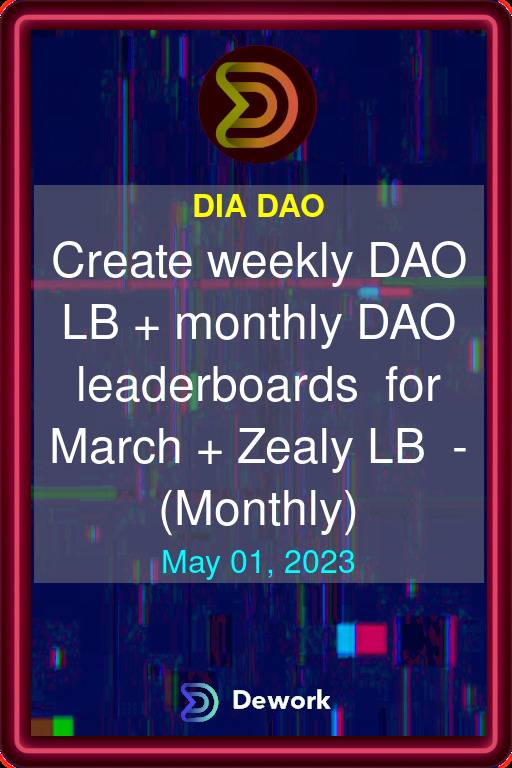 DIA DAO
Create weekly DAO
LB + monthly DAO
leaderboards  for
March + Zealy LB  -
(Monthly)
May 01, 2023
Dework